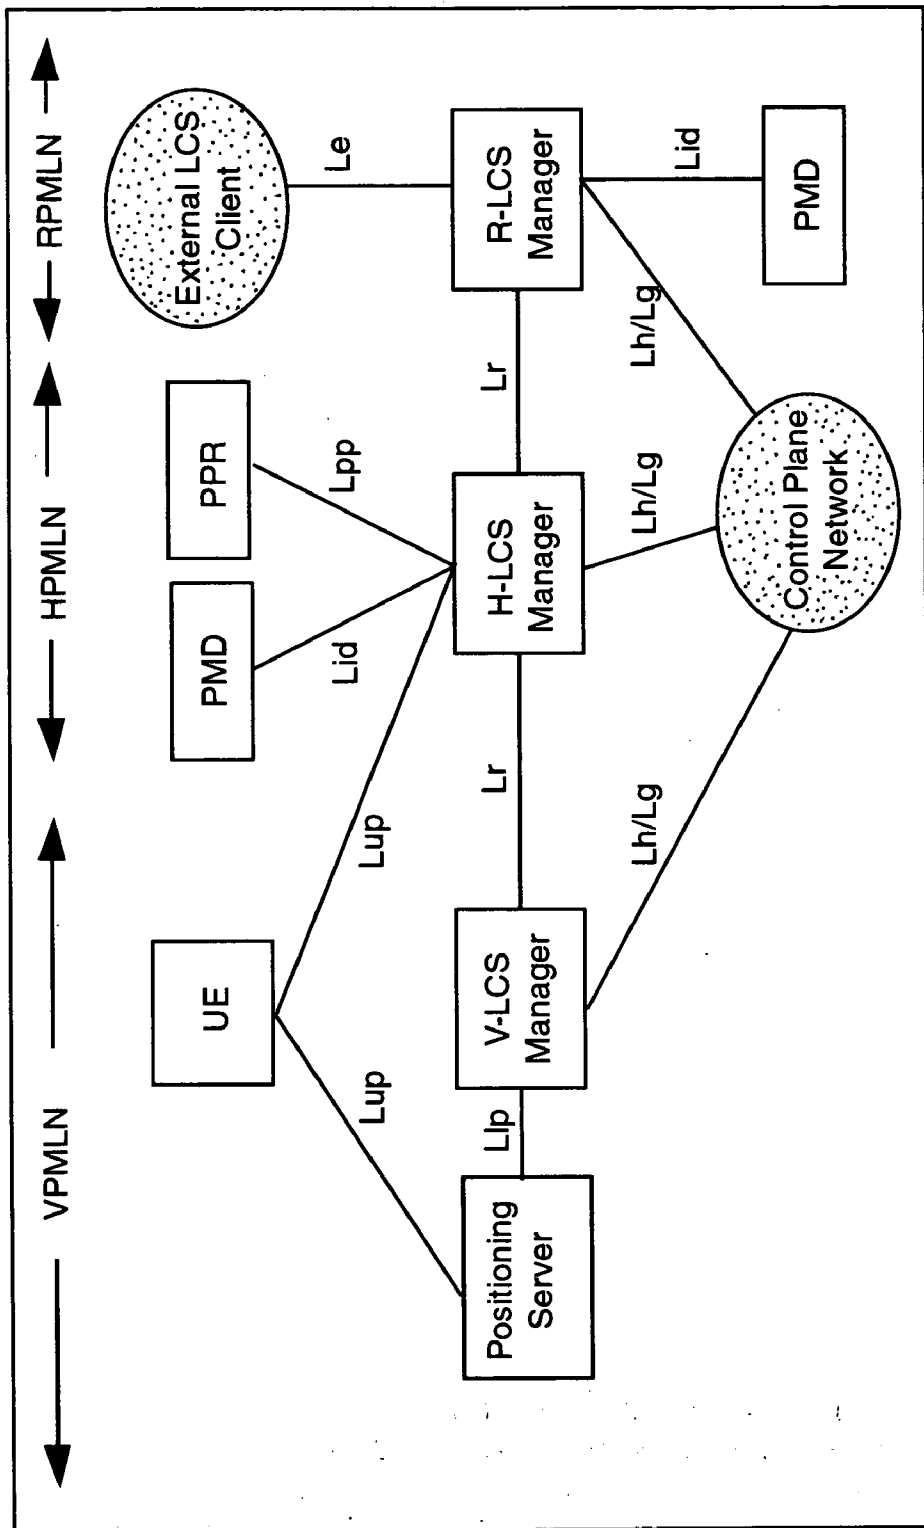 VPMLN
HPMLN
RPMLN
UE
PMD
PPR
External LCS
Client
Lup
Lup
Lid
Lpp
Le
Positioning
Server
Llp
V-LCS
Manager
Lr
H-LCS
Manager
Lr
R-LCS
Manager
Lh/Lg
Lh/Lg
Lh/Lg
Lid
Control Plane
Network
PMD